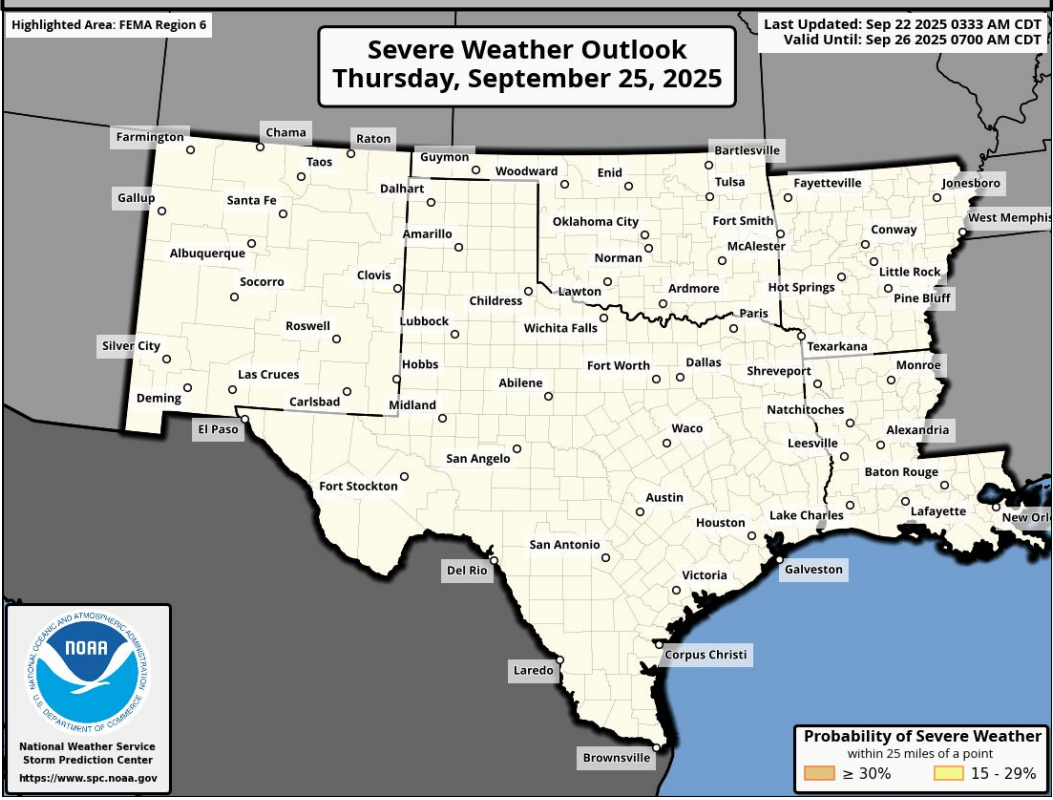 Highlighted Area: FEMA Region 6
Last Updated: Sep 22 2025 0333 AM CDT
Valid Until: Sep 26 2025 0700 AM CDT
Severe Weather Outlook
Thursday, September 25, 2025
Farmington
Chama
Raton
Taos
Guymon
Woodward
Enid
Bartlesville
Tulsa
Fayetteville
Jonesboro
Gallup
Santa Fe
Dalhart
Oklahoma City
Fort Smith
West Memphis
Amarillo
Conway
Albuquerque
Norman
McAlester
Clovis
Socorro
Childress
Lawton
Ardmore
Hot Springs
Little Rock
Pine Bluff
Roswell
Lubbock
Wichita Falls
Paris
Texarkana
Silver City
Las Cruces
Hobbs
Fort Worth
Dallas
Shreveport
Monroe
Deming
Carlsbad
Midland
Abilene
Natchitoches
El Paso
Waco
Leesville
Alexandria
San Angelo
Baton Rouge
Fort Stockton
Austin
Houston
Lake Charles
Lafayette
New Orl
San Antonio
Del Rio
Galveston
Victoria
Corpus Christi
Laredo
Brownsville
NATIONAL OCEANIC AND ATMOSPHERIC ADMINISTRATION
NOAA
U.S. DEPARTMENT OF COMMERCE
National Weather Service
Storm Prediction Center
https://www.spc.noaa.gov
Probability of Severe Weather
within 25 miles of a point
≥ 30%
15 - 29%